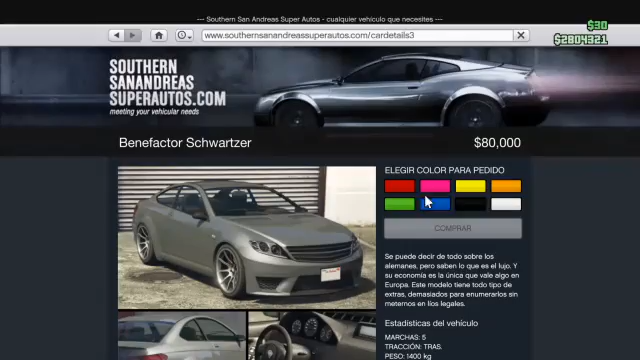 --- Southern San Andreas Super Autos - cualquier vehículo que necesites ---
$30
$2804321
www.southernsanandreassuperautos.com/cardetails3
SOUTHERN
SANANDREAS
SUPERAUTOS.COM
meeting your vehicular needs
Benefactor Schwartzer
$80,000
ELEGIR COLOR PARA PEDIDO
COMPRAR
Se puede decir de todo sobre los
alemanes, pero saben lo que es el lujo. Y
su economía es la única que vale algo en
Europa. Este modelo tiene todo tipo de
extras, demasiados para enumerarlos sin
meternos en líos legales.
Estadísticas del vehículo
MARCHAS: 5
TRACCIÓN: TRAS.
PESO: 1400 kg